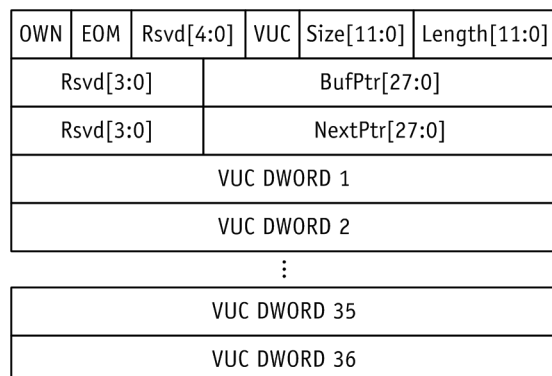 OWN EOM Rsvd[4:0] VUC Size[11:0] Length[11:0]
Rsvd[3:0] BufPtr[27:0]
Rsvd[3:0] NextPtr[27:0]
VUC DWORD 1
VUC DWORD 2
⋮
VUC DWORD 35
VUC DWORD 36